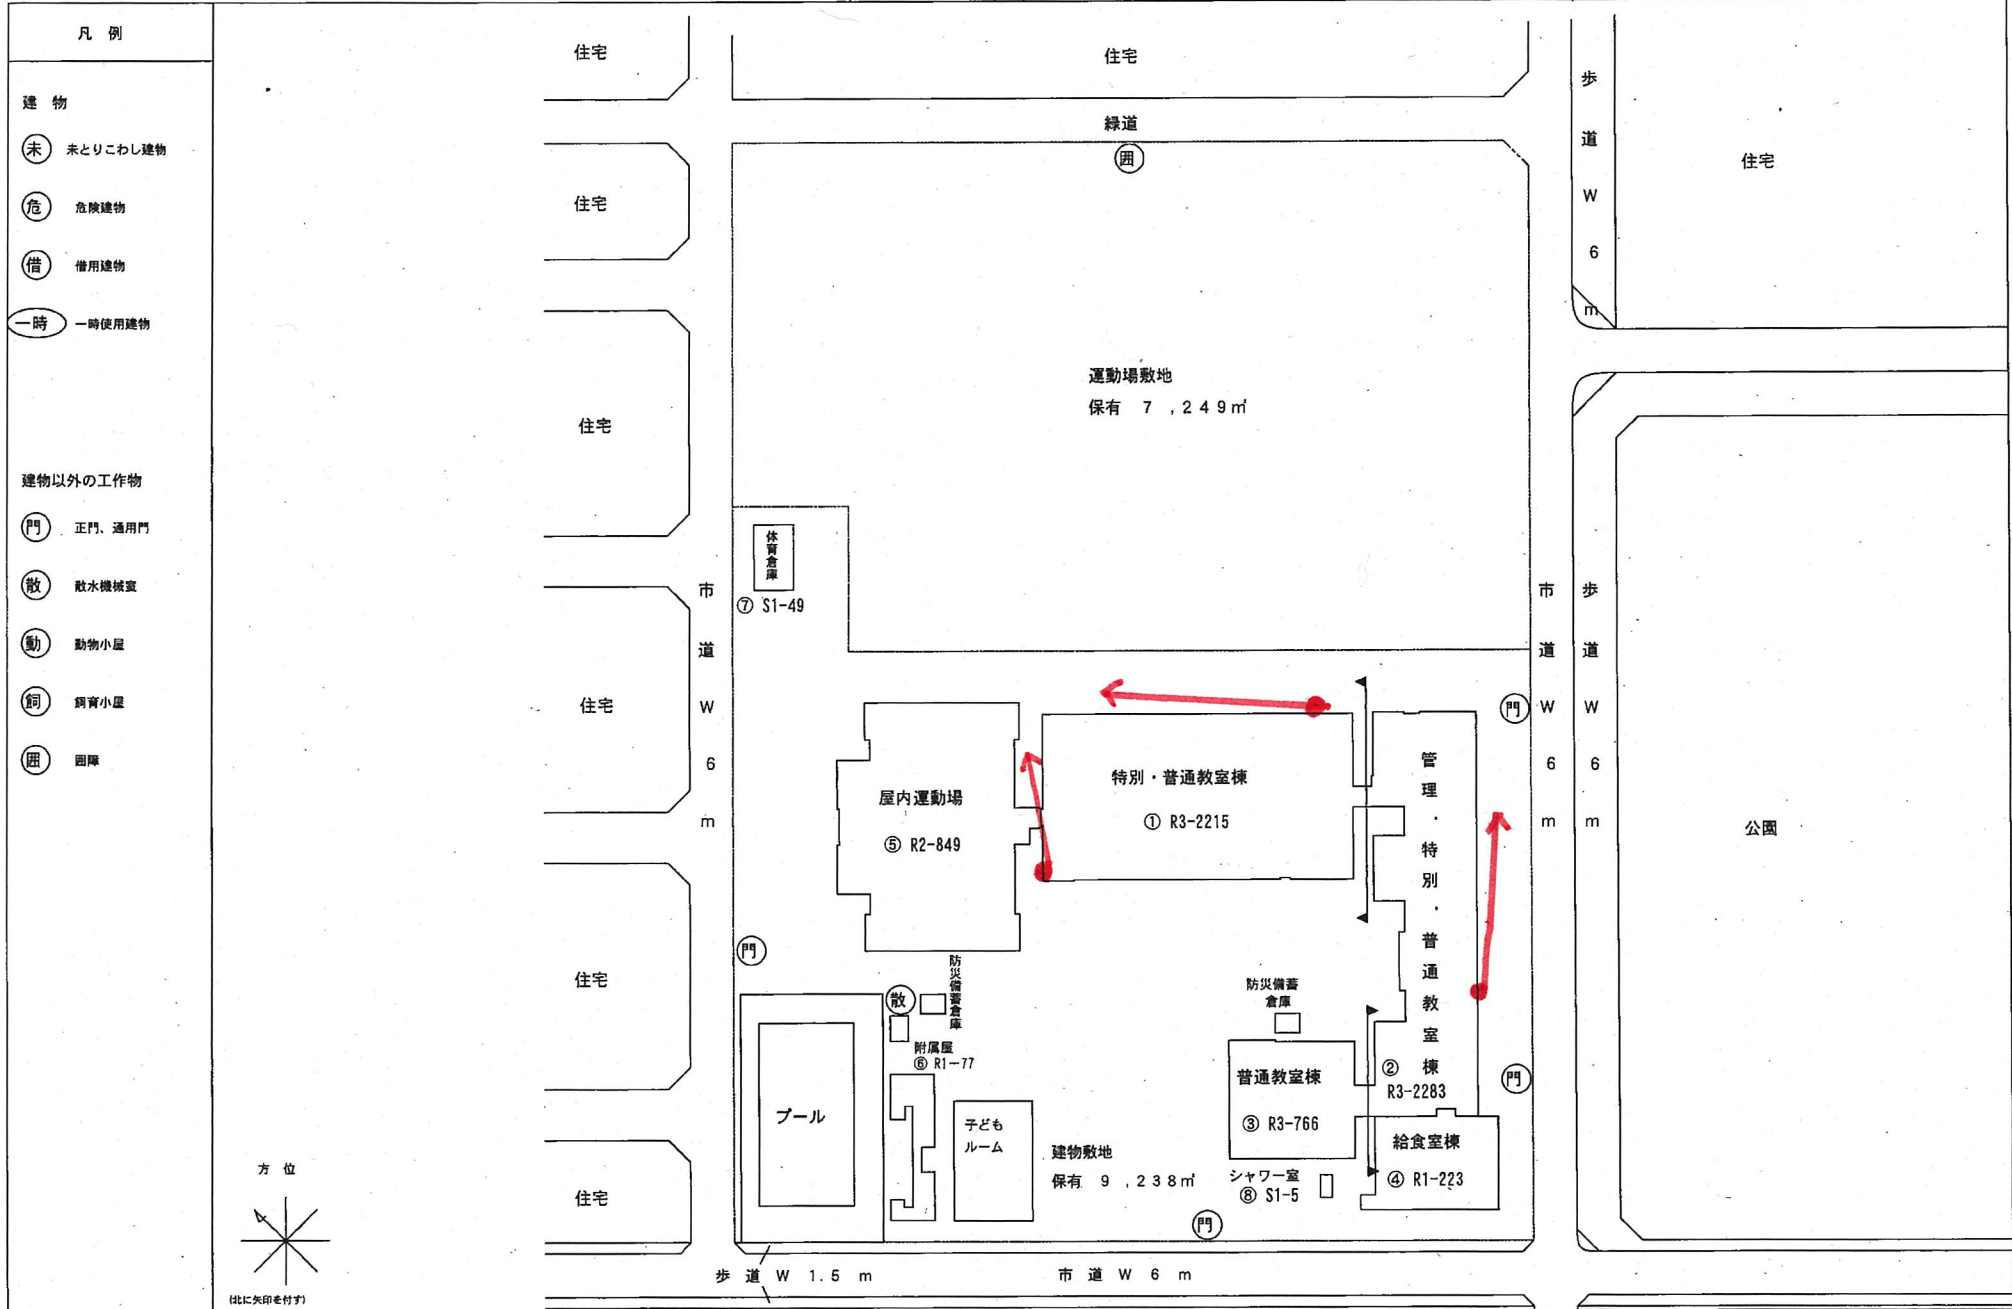 凡 例
建 物
未 未とりこわし建物
危 危険建物
借 借用建物
一時 一時使用建物
建物以外の工作物
門 正門、通用門
散 散水機械室
動 動物小屋
飼 飼育小屋
囲 囲障
方 位
(北に矢印を付す)
住宅
住宅
住宅
住宅
住宅
住宅
住宅
住宅
緑道
囲
運動場敷地
保有 7,249㎡
体育倉庫
⑦ S1-49
市道W6m
屋内運動場
⑤ R2-849
特別・普通教室棟
① R3-2215
管理・特別・普通教室棟
②
R3-2283
門
門
門
散
防災備蓄倉庫
附属屋
⑥ R1-77
プール
子ども
ルーム
建物敷地
保有 9,238㎡
防災備蓄
倉庫
普通教室棟
③ R3-766
給食室棟
④ R1-223
シャワー室
⑧ S1-5
門
歩道W 1.5 m
市道W 6 m
市道W6m
歩道W6m
歩道W6m
住宅
公園